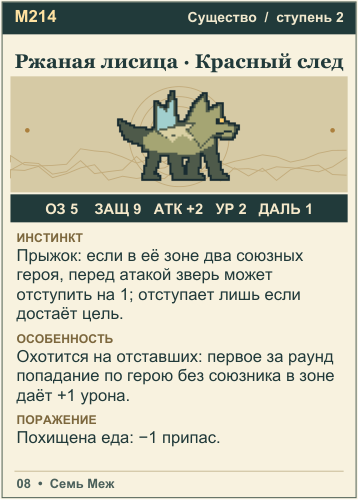 М214
Существо / ступень 2
Ржаная лисица · Красный след
ОЗ 5 ЗАЩ 9 АТК +2 УР 2 ДАЛЬ 1
ИНСТИНКТ
Прыжок: если в её зоне два союзных
героя, перед атакой зверь может
отступить на 1; отступает лишь если
достаёт цель.
ОСОБЕННОСТЬ
Охотится на отставших: первое за раунд
попадание по герою без союзника в зоне
даёт +1 урона.
ПОРАЖЕНИЕ
Похищена еда: −1 припас.
08 • Семь Меж